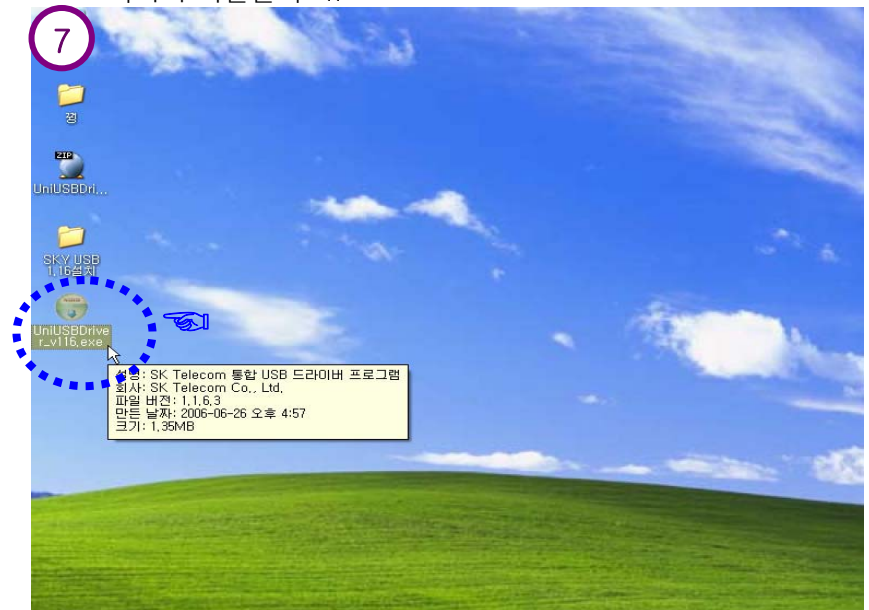 7
꿩
ZIP
UniUSBDri...
SKY USB
1.16설치
UniUSBDrive
r_v116.exe
설명: SK Telecom 통합 USB 드라이버 프로그램
회사: SK Telecom Co., Ltd.
파일 버전: 1.1.6.3
만든 날짜: 2006-06-26 오후 4:57
크기: 1.35MB